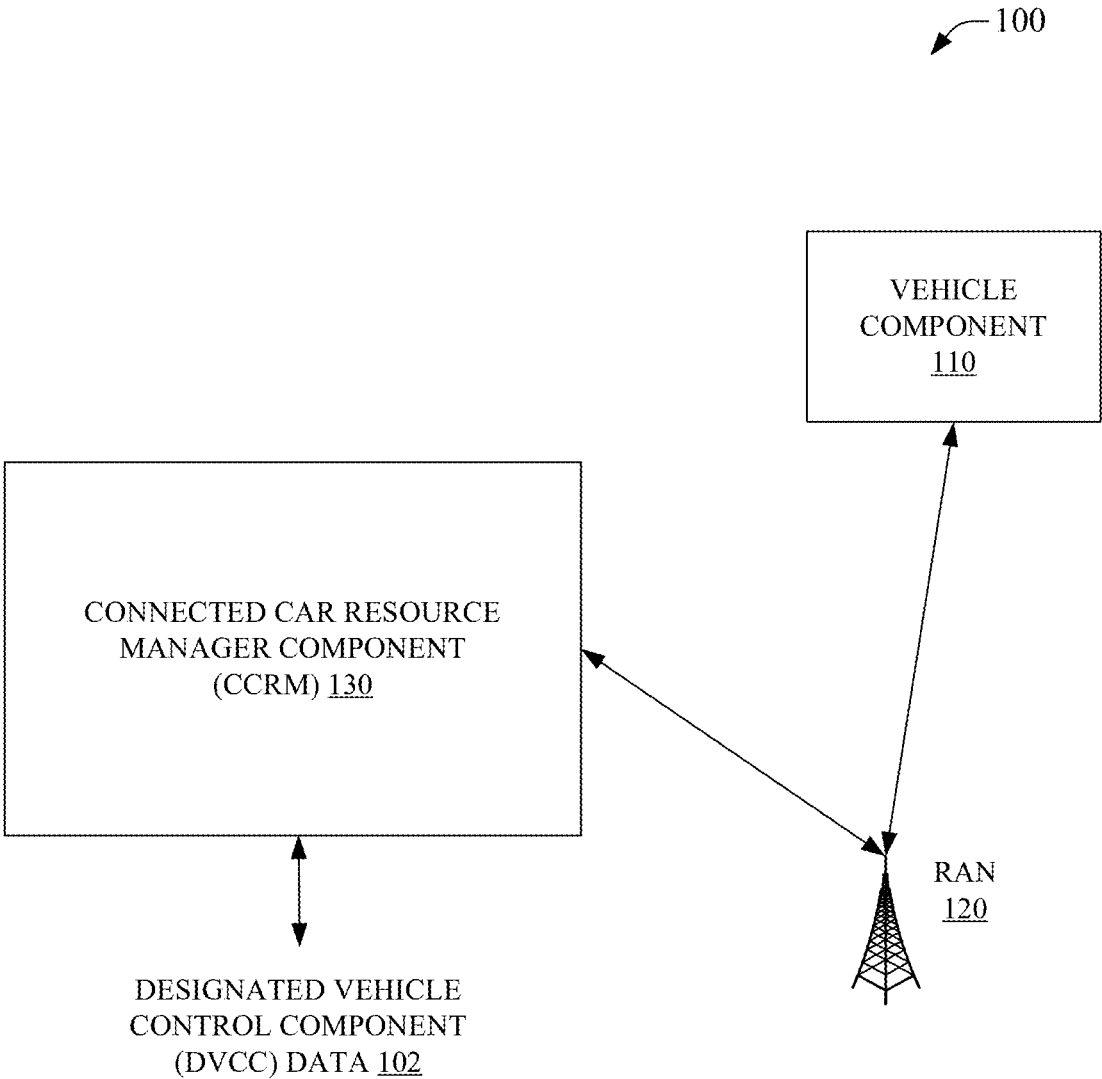 100
VEHICLE
COMPONENT
110
CONNECTED CAR RESOURCE
MANAGER COMPONENT
(CCRM) 130
RAN
120
DESIGNATED VEHICLE
CONTROL COMPONENT
(DVCC) DATA 102